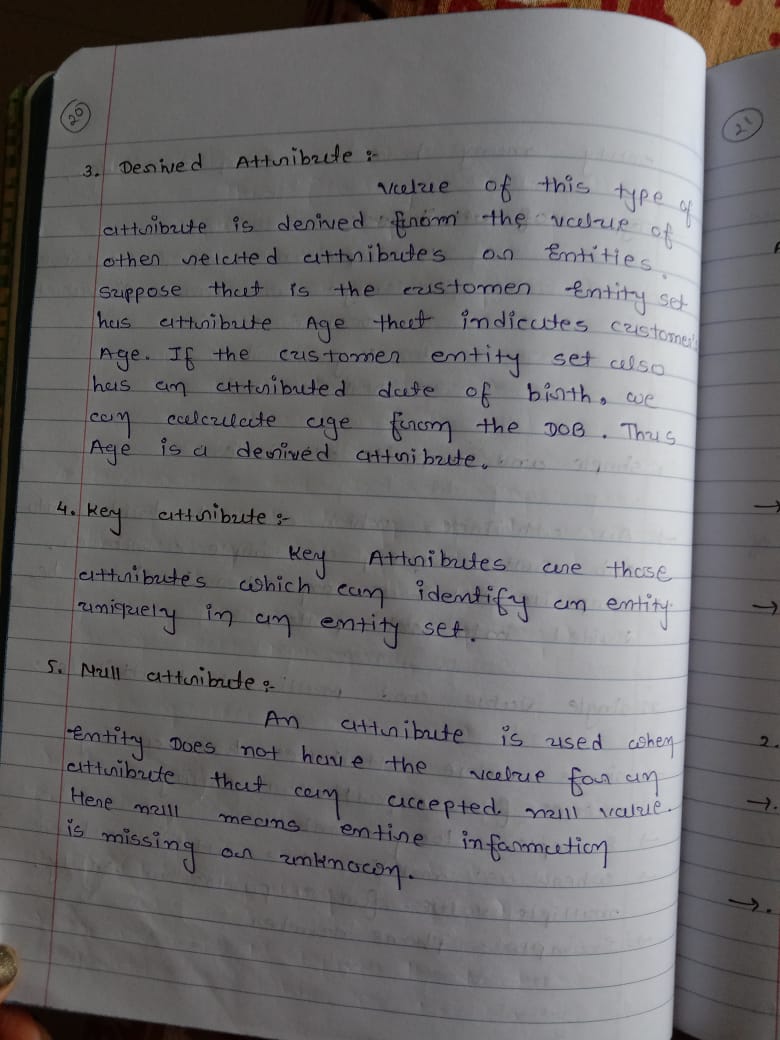 20
3. Derived Attribute :-
value of this type of
attribute is derived from the value of
other related attributes or Entities.
Suppose that is the customer Entity set
has attribute Age that indicates customer's
Age. If the customer entity set also
has an attributed date of birth, we
can calculate age from the DOB. Thus
Age is a derived attribute.
4. Key attribute :-
Key Attributes are those
attributes which can identify an entity
uniquely in an entity set.
5. Null attribute :-
An attribute is used when
Entity Does not have the value for an
attribute that can accepted null value.
Here null means entire information
is missing or unknown.
21
→
→
2.
→.
→.